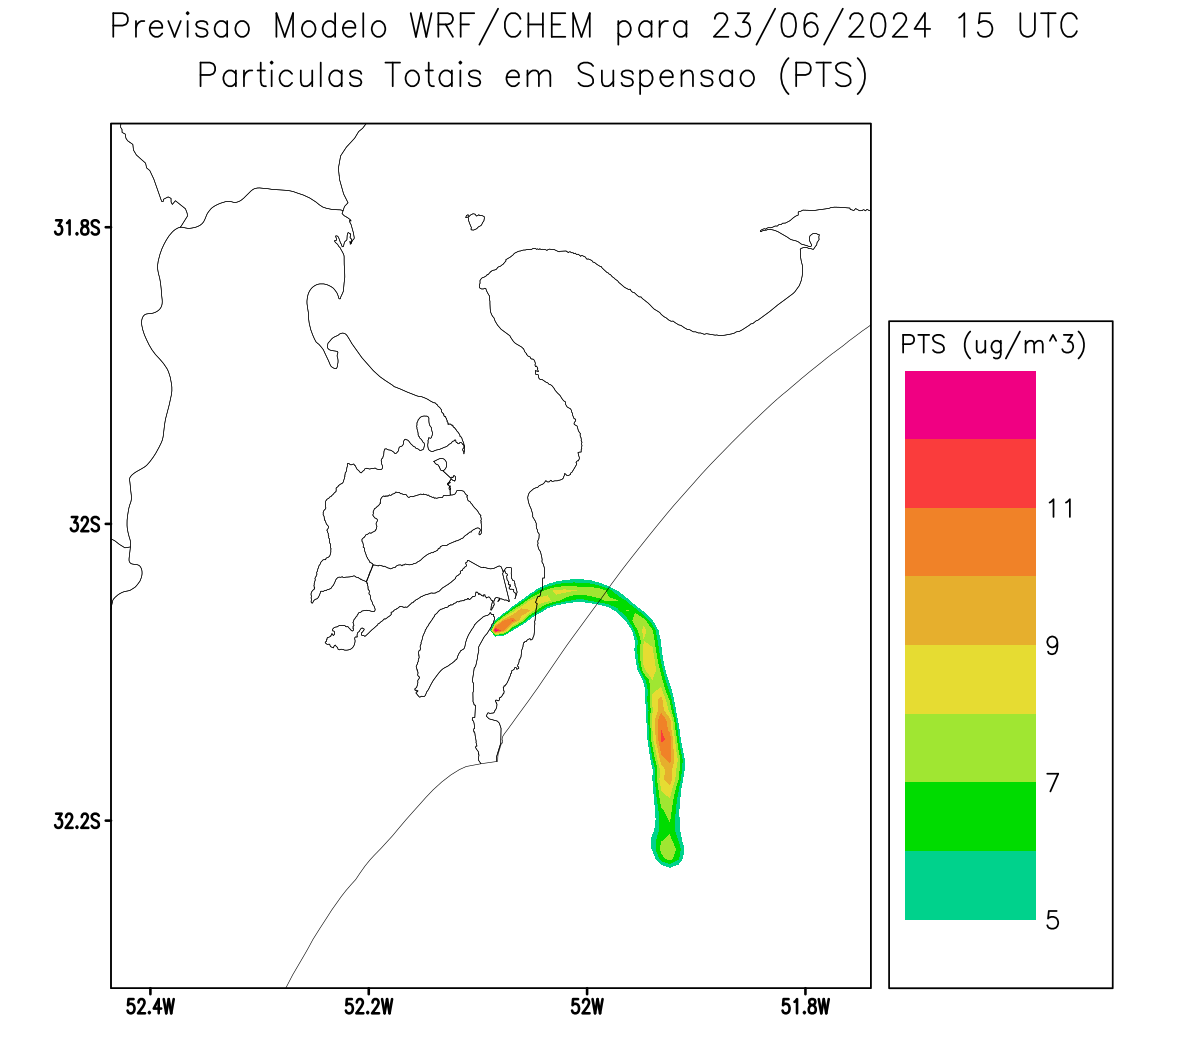 Previsao Modelo WRF/CHEM para 23/06/2024 15 UTC
Particulas Totais em Suspensao (PTS)
31.8S
32S
32.2S
52.4W 52.2W 52W 51.8W
PTS (ug/m^3)
11
9
7
5